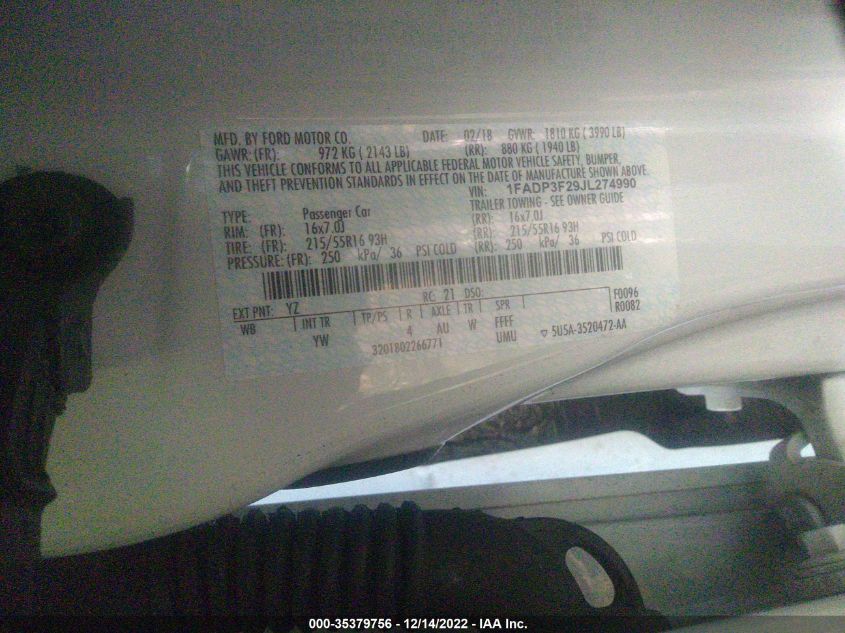 MFD. BY FORD MOTOR CO. DATE: 02/18 GVWR: 1810 KG ( 3990 LB)
GAWR: (FR): 972 KG ( 2143 LB) (RR): 880 KG ( 1940 LB)
THIS VEHICLE CONFORMS TO ALL APPLICABLE FEDERAL MOTOR VEHICLE SAFETY, BUMPER,
AND THEFT PREVENTION STANDARDS IN EFFECT ON THE DATE OF MANUFACTURE SHOWN ABOVE.
VIN: 1FADP3F29JL274990
TYPE: Passenger Car TRAILER TOWING - SEE OWNER GUIDE
RIM: (FR): 16x7.0J (RR): 16x7.0J
TIRE: (FR): 215/55R16 93H (RR): 215/55R16 93H
PRESSURE: (FR): 250 kPa/ 36 PSI COLD (RR): 250 kPa/ 36 PSI COLD
EXT PNT: YZ RC: 21 DSO: F0096
WB INT TR TP/PS R AXLE TR SPR R0082
YW 4 AU W FFEF
3201802266771 UMU 5U5A-3520472-AA
000-35379756 - 12/14/2022 - IAA Inc.